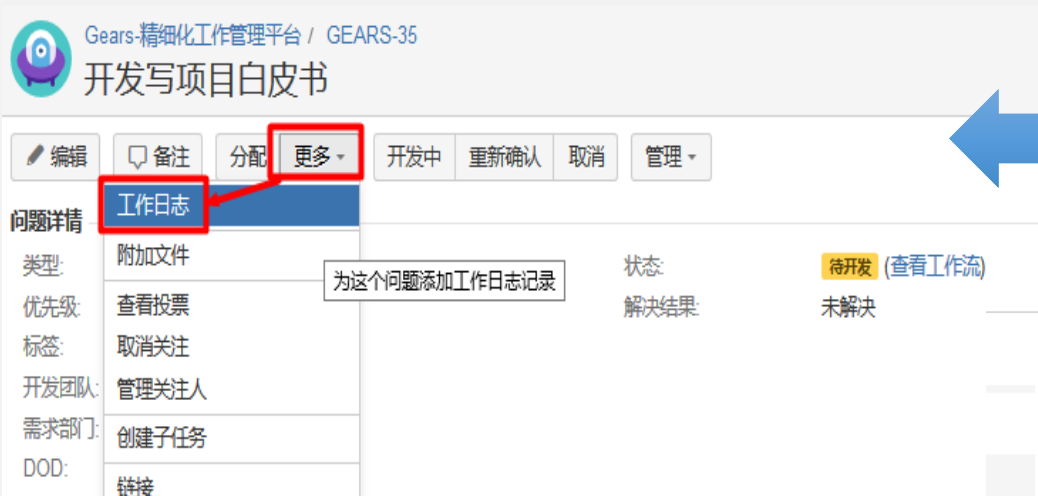 Gears-精细化工作管理平台 / GEARS-35
开发写项目白皮书
编辑 备注 分配 更多 开发中 重新确认 取消 管理
工作日志
问题详情
附加文件
类型:
状态: 待开发 (查看工作流)
为这个问题添加工作日志记录
优先级:
查看投票
解决结果: 未解决
标签:
取消关注
开发团队:
管理关注人
需求部门:
创建子任务
DOD:
链接